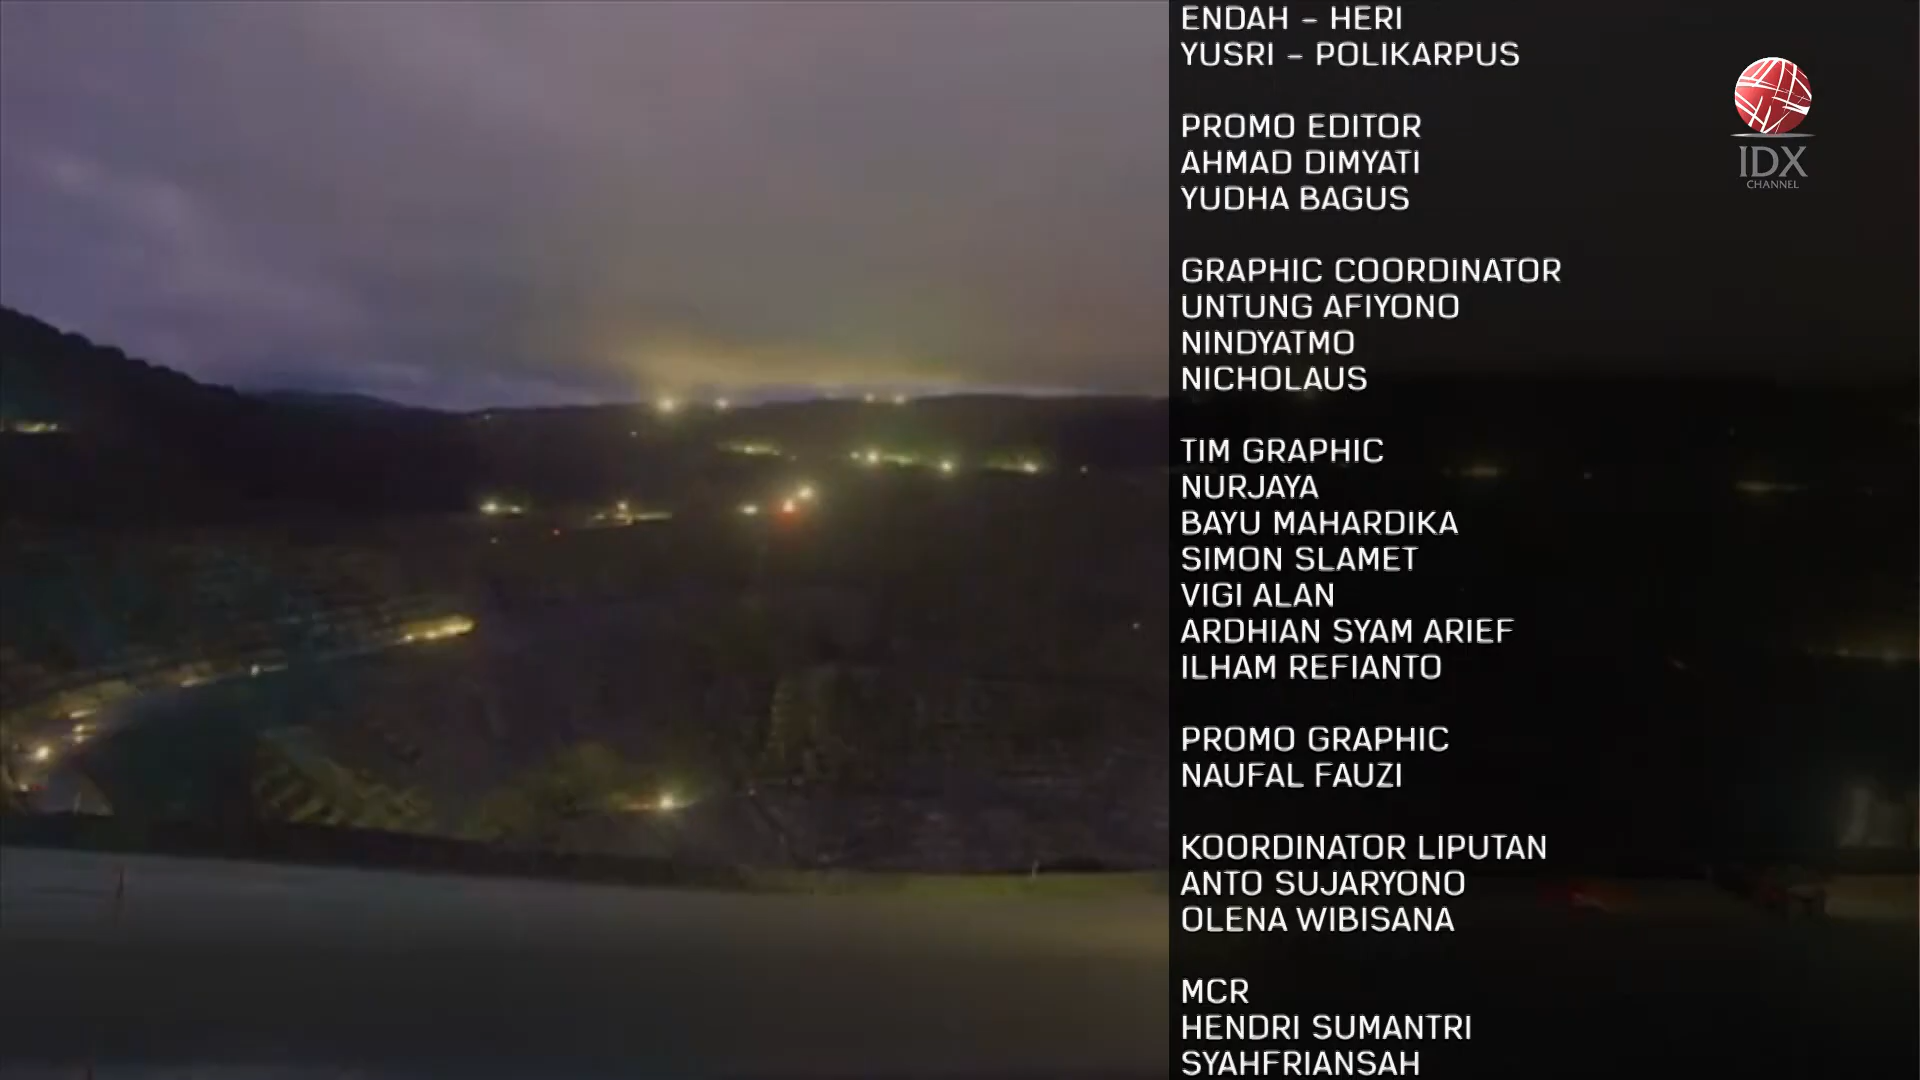 ENDAH - HERI
YUSRI - POLIKARPUS
PROMO EDITOR
AHMAD DIMYATI
YUDHA BAGUS
GRAPHIC COORDINATOR
UNTUNG AFIYONO
NINDYATMO
NICHOLAUS
TIM GRAPHIC
NURJAYA
BAYU MAHARDIKA
SIMON SLAMET
VIGI ALAN
ARDHIAN SYAM ARIEF
ILHAM REFIANTO
PROMO GRAPHIC
NAUFAL FAUZI
KOORDINATOR LIPUTAN
ANTO SUJARYONO
OLENA WIBISANA
MCR
HENDRI SUMANTRI
SYAHFRIANSAH
IDX
CHANNEL